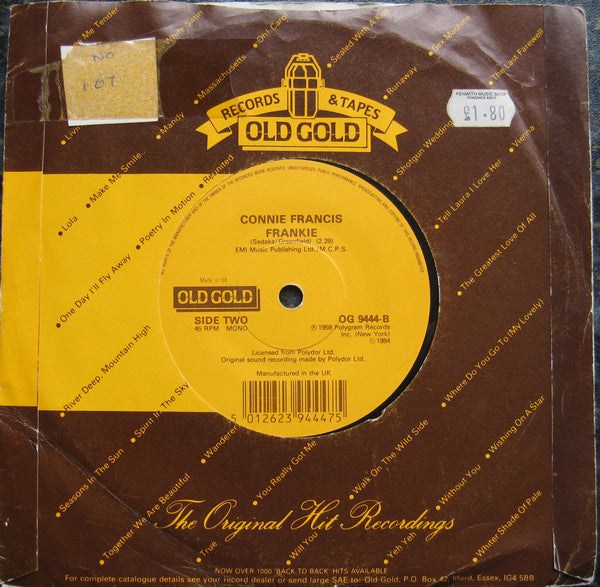 Me Tender
White Satin
Oh! Carol
Sealed With A
Sex Machine
NO
LGT
Massachusetts
Runaway
The Last Farewell
PENWITH MUSIC SHOP
£1.80
RECORDS & TAPES
OLD GOLD
Livin
Mandy
Shotgun Wedding
Vienna
Lola
Make Me Smile...
Reunited
Poetry In Motion
Tell Laura I Love Her
One Day I'll Fly Away
The Greatest Love Of All
CONNIE FRANCIS
FRANKIE
(Sedaka/Greenfield) (2.29)
EMI Music Publishing Ltd./M.C.P.S.
Made in UK
OLD GOLD
SIDE TWO
45 RPM MONO
OG 9444-B
℗ 1959 Polygram Records
Inc. (New York)
© 1984
Licensed from Polydor Ltd.
Original sound recording made by Polydor Ltd.
Manufactured in the UK
5 012623 944475
River Deep, Mountain High
Spirit In The Sky
Where Do You Go To (My Lovely)
Wanderer
Seasons In The Sun
You Really Got Me
Walk On The Wild Side
Wishing On A Star
Together We Are Beautiful
Without You
The Original Hit Recordings
True
Will You
Yeh Yeh
Whiter Shade Of Pale
NOW OVER 1000 'BACK TO BACK' HITS AVAILABLE
For complete catalogue details see your record dealer or send large SAE to: Old Gold, P.O. Box 42, Ilford, Essex, IG4 5BB